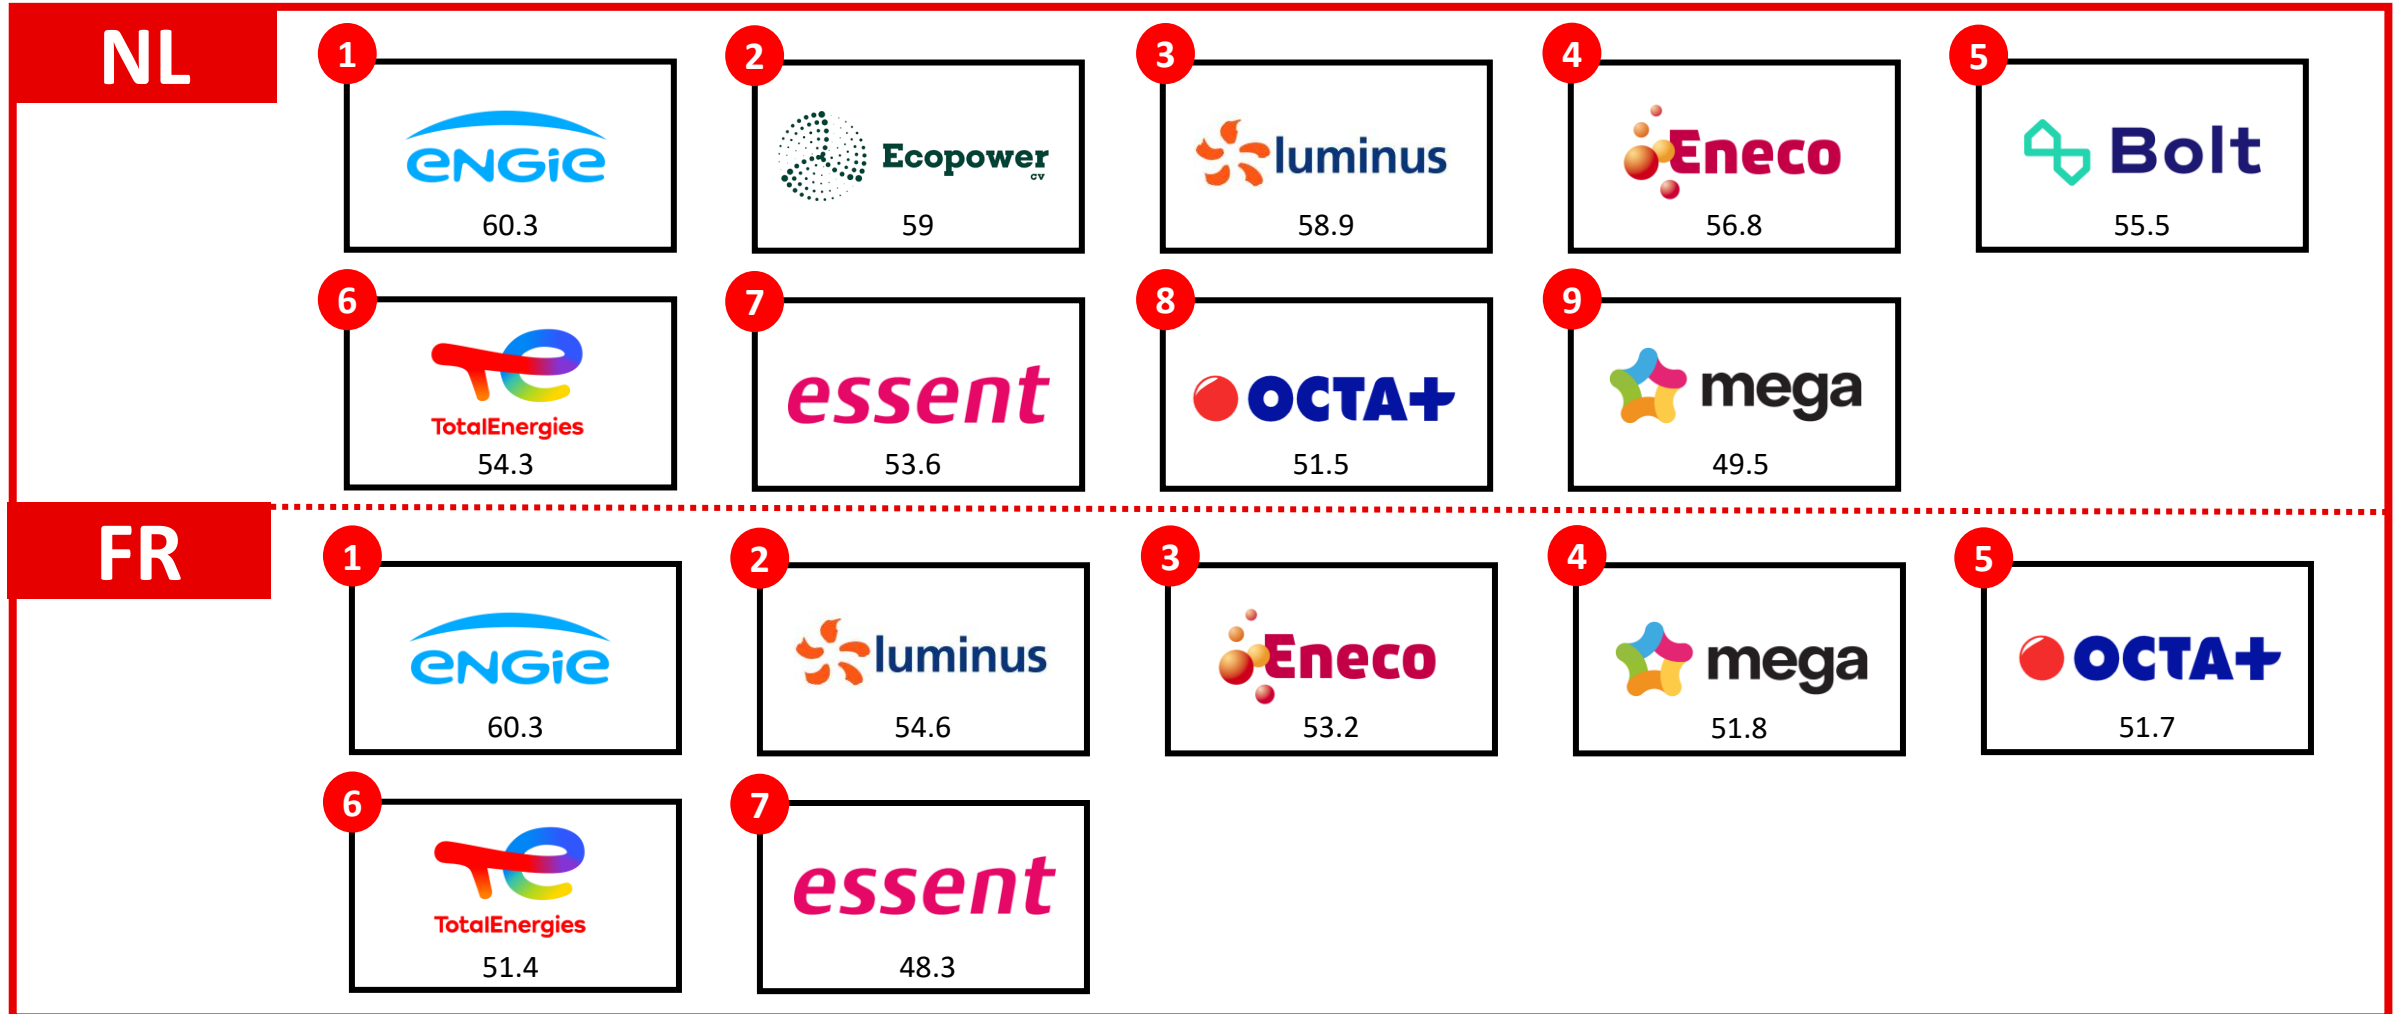 NL
1
ENGIE
60.3
2
Ecopower
cv
59
3
luminus
58.9
4
Eneco
56.8
5
Bolt
55.5
6
TotalEnergies
54.3
7
essent
53.6
8
OCTA+
51.5
9
mega
49.5
FR
1
ENGIE
60.3
2
luminus
54.6
3
Eneco
53.2
4
mega
51.8
5
OCTA+
51.7
6
TotalEnergies
51.4
7
essent
48.3